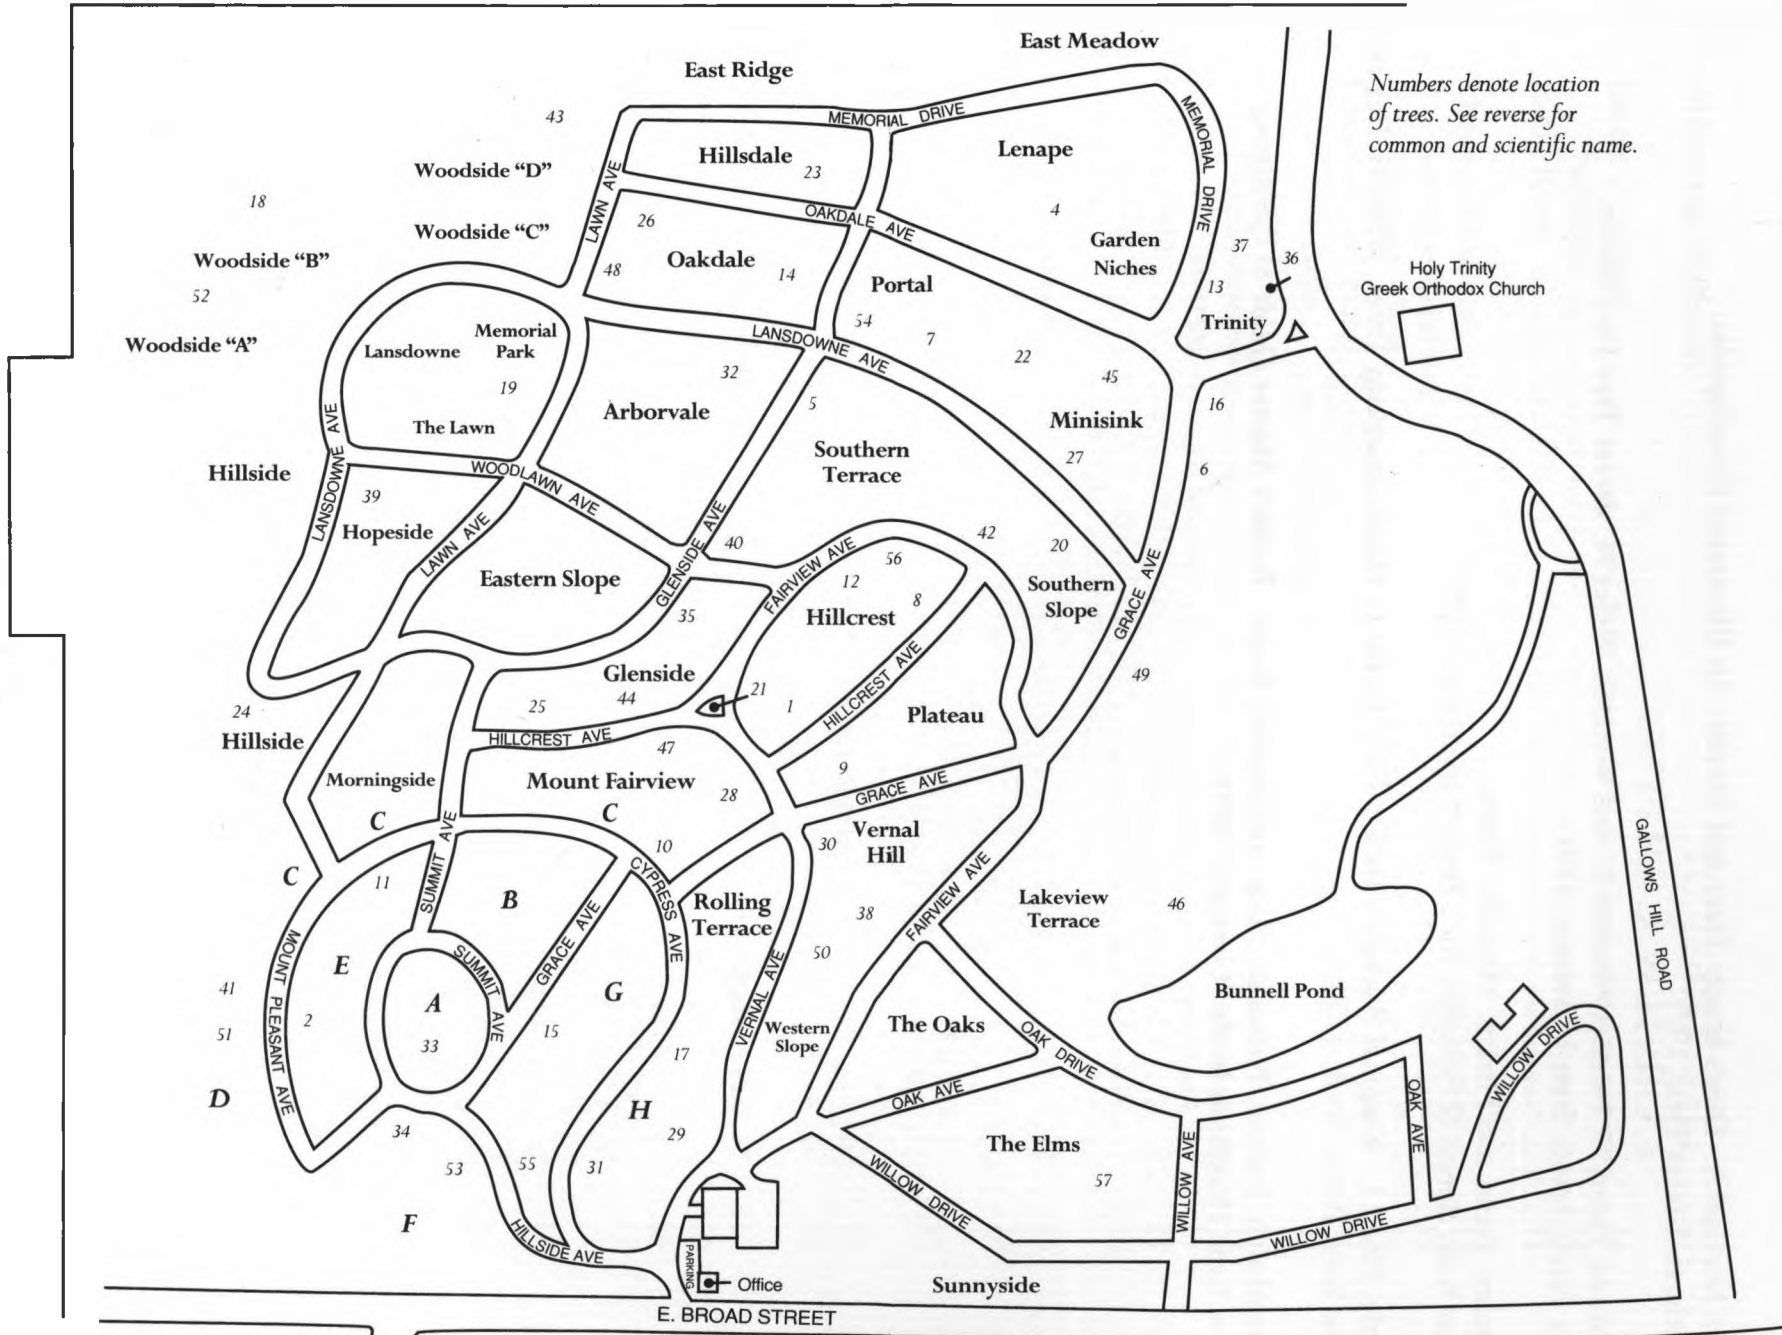 East Meadow
East Ridge
Numbers denote location
of trees. See reverse for
common and scientific name.
43
MEMORIAL DRIVE
MEMORIAL DRIVE
Hillsdale
23
Lenape
Woodside “D”
LAWN AVE
18
26
OAKDALE AVE
4
Woodside “C”
Garden
Niches
37
36
Woodside “B”
48
Oakdale
14
Portal
13
Holy Trinity
Greek Orthodox Church
52
54
Trinity
Woodside “A”
Lansdowne
Memorial
Park
LANSDOWNE AVE
7
22
45
19
32
5
16
LANSDOWNE AVE
The Lawn
Arborvale
Minisink
Southern
Terrace
27
6
Hillside
WOODLAWN AVE
39
Hopeside
LAWN AVE
GLENSIDE AVE
40
42
20
FAIRVIEW AVE
56
12
8
Eastern Slope
Southern
Slope
GRACE AVE
35
Hillcrest
HILLCREST AVE
Glenside
49
25
44
21
1
24
Hillside
HILLCREST AVE
47
Plateau
Morningside
Mount Fairview
28
9
GRACE AVE
C
C
SUMMIT AVE
10
30
Vernal
Hill
GALLOWS HILL ROAD
C
11
CYPRESS AVE
B
GRACE AVE
Rolling
Terrace
38
FAIRVIEW AVE
Lakeview
Terrace
46
MOUNT PLEASANT AVE
E
SUMMIT AVE
50
VERNAL AVE
41
A
G
Bunnell Pond
51
2
33
15
17
Western
Slope
The Oaks
OAK DRIVE
WILLOW DRIVE
D
OAK AVE
OAK AVE
34
H
29
The Elms
53
55
31
WILLOW DRIVE
57
WILLOW AVE
F
HILLSIDE AVE
WILLOW DRIVE
PARKING
Office
Sunnyside
E. BROAD STREET